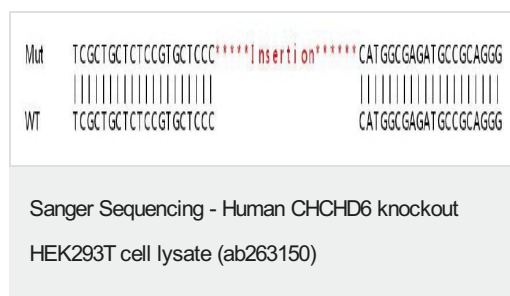 Mut TCGCTGCTCTCCGTGCTCCC*****Insertion******CATGGCGAGATGCCGCAGGG
WT TCGCTGCTCTCCGTGCTCCC CATGGCGAGATGCCGCAGGG
Sanger Sequencing - Human CHCHD6 knockout
HEK293T cell lysate (ab263150)